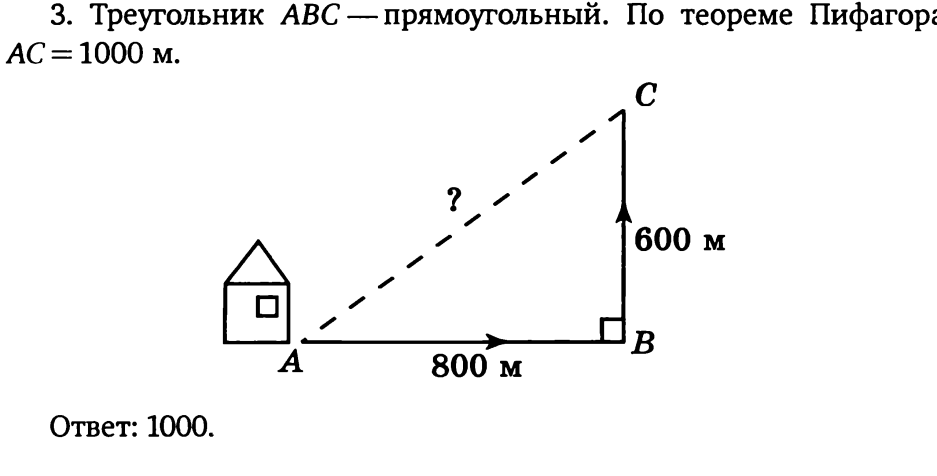 3. Треугольник ABC — прямоугольный. По теореме Пифагора
AC = 1000 м.
C
?
600 м
B
A
800 м
Ответ: 1000.